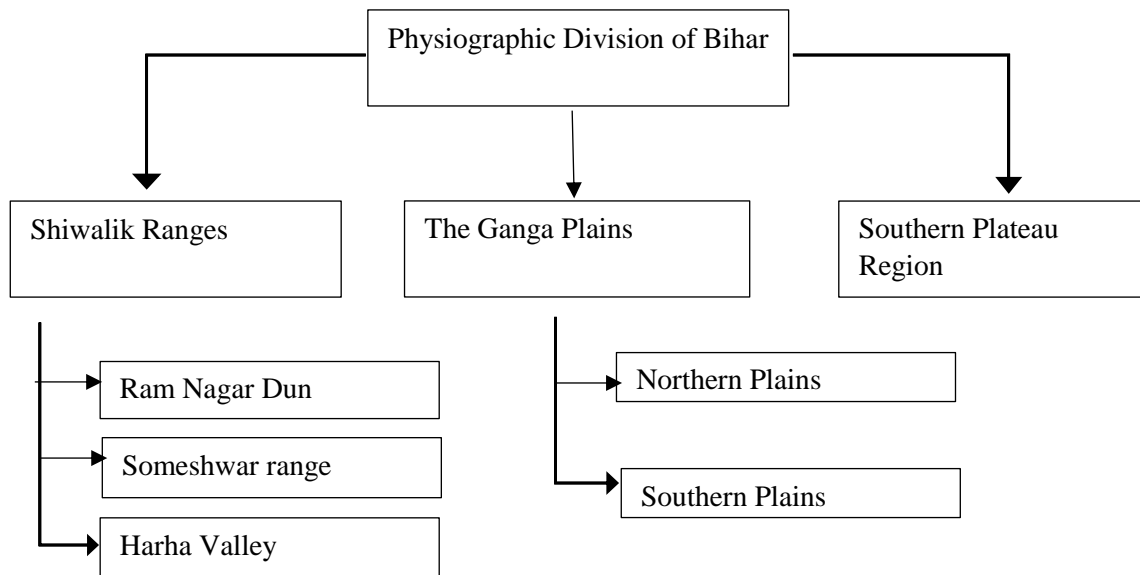 Physiographic Division of Bihar
Shiwalik Ranges
The Ganga Plains
Southern Plateau
Region
Ram Nagar Dun
Someshwar range
Harha Valley
Northern Plains
Southern Plains